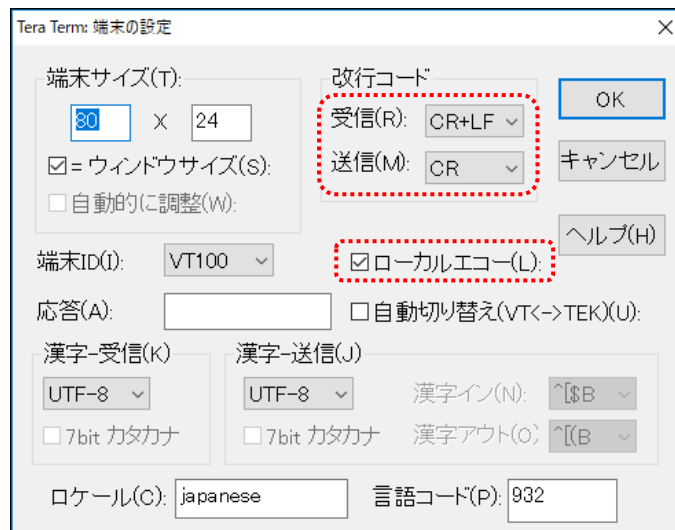 Tera Term: 端末の設定
端末サイズ(T):
80 X 24
=ウィンドウサイズ(S):
自動的に調整(W):
改行コード
受信(R): CR+LF
送信(M): CR
OK
キャンセル
ヘルプ(H)
端末ID(I): VT100
ローカルエコー(L):
応答(A):
自動切り替え(VT<->TEK)(U):
漢字-受信(K)
UTF-8
7bit カタカナ
漢字-送信(J)
UTF-8
7bit カタカナ
漢字イン(N): ^[$B
漢字アウト(O) ^[(B
ロケール(C): japanese
言語コード(P): 932